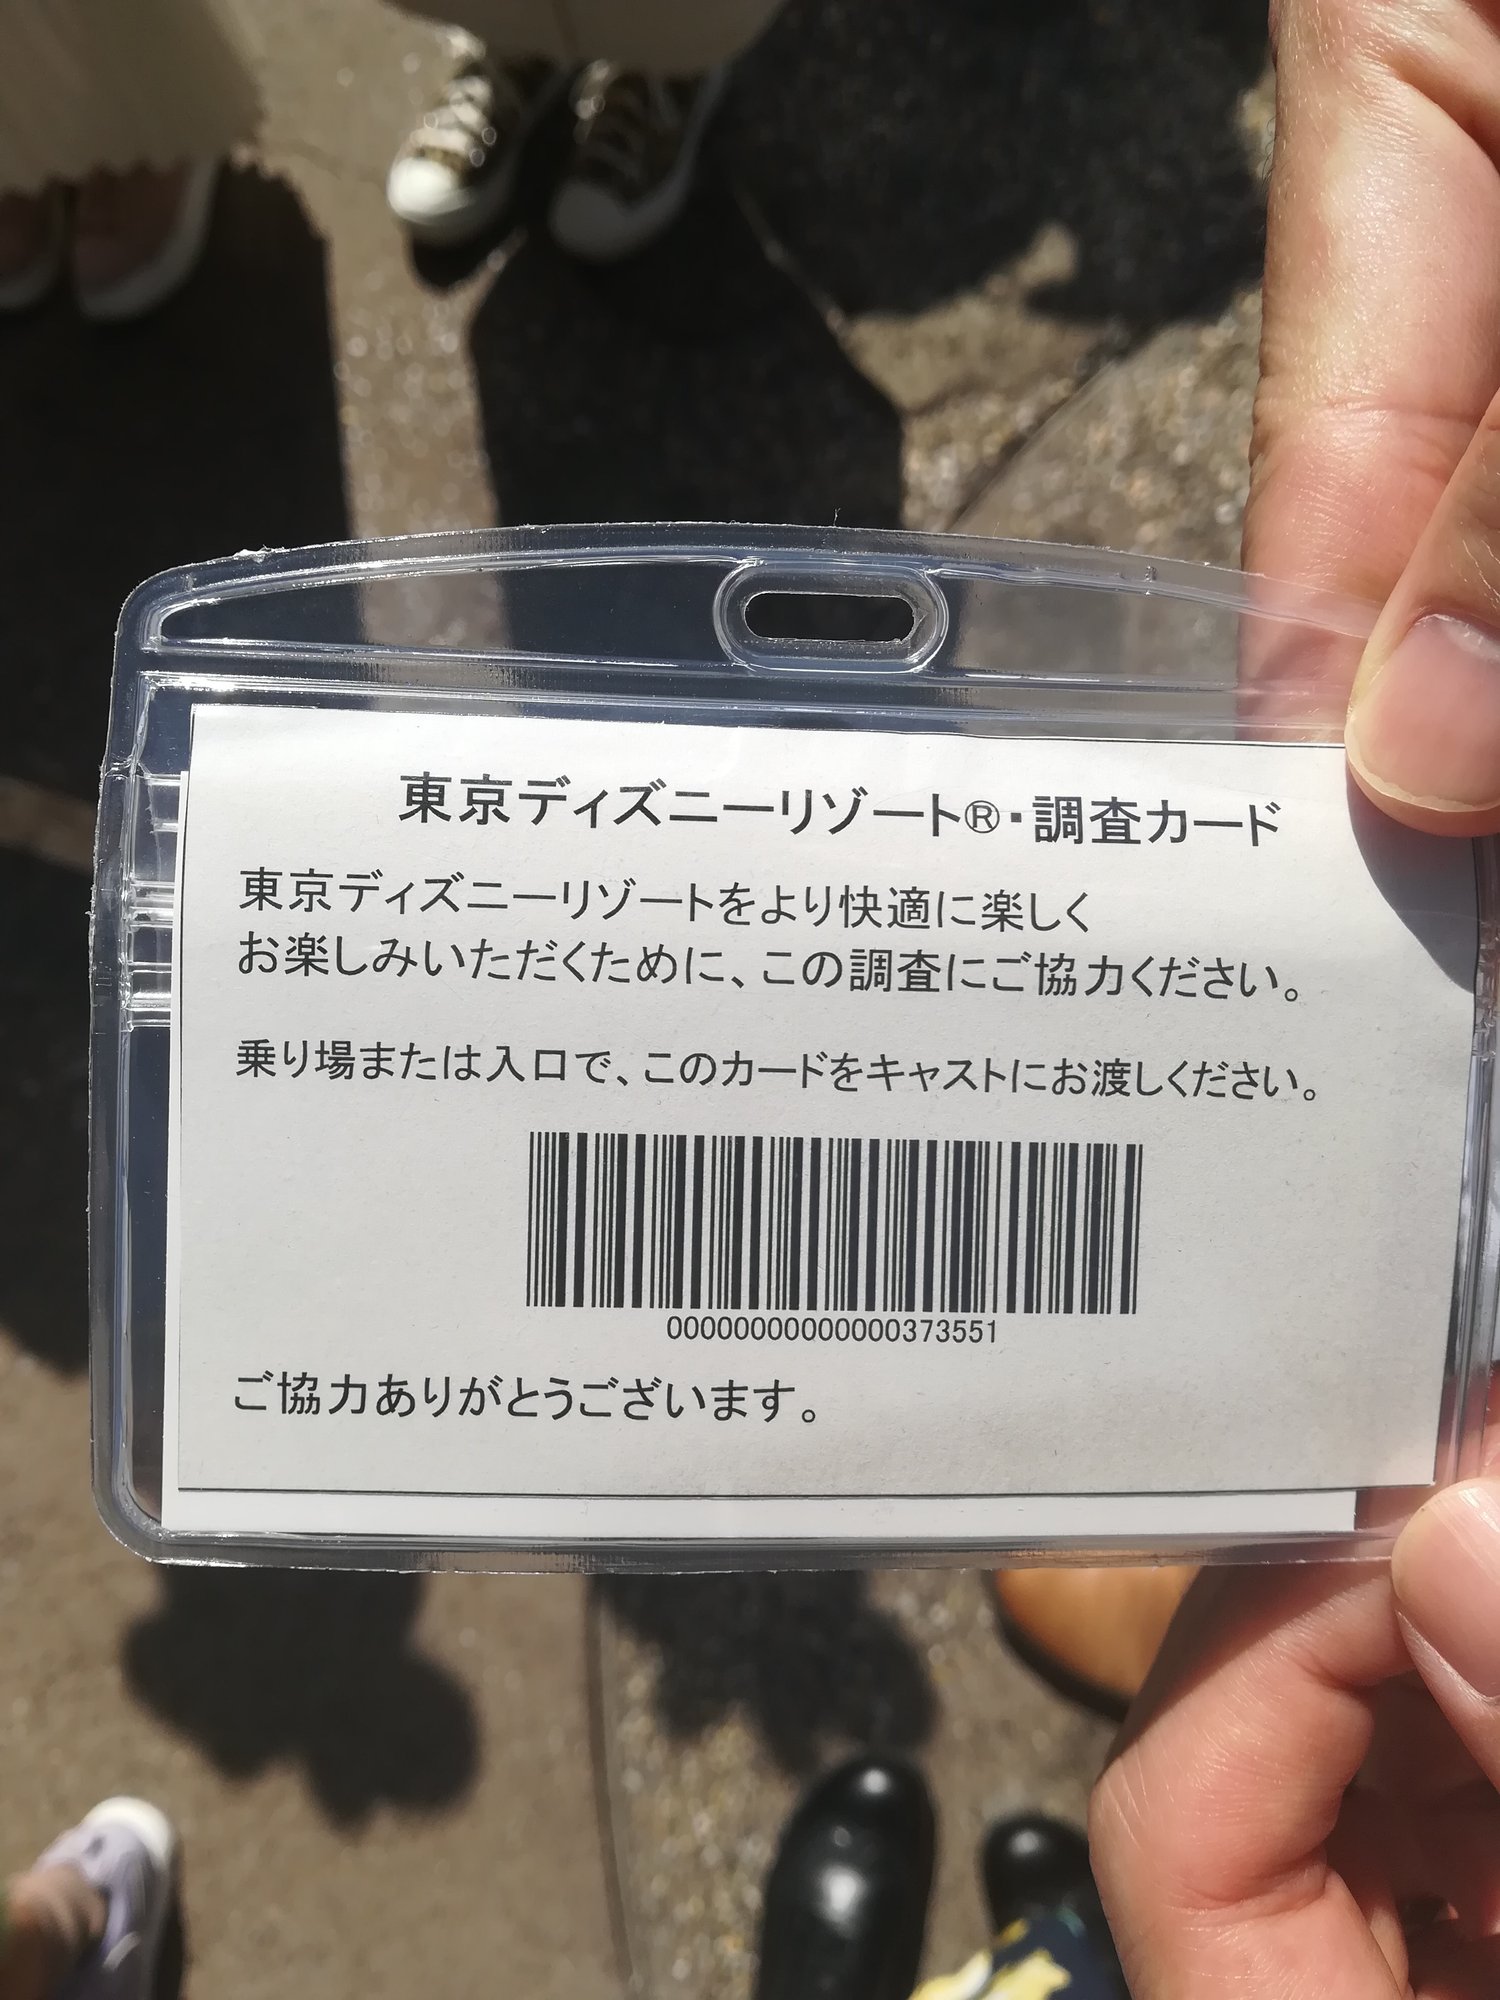 東京ディズニーリゾート®・調査カード
東京ディズニーリゾートをより快適に楽しく
お楽しみいただくために、この調査にご協力ください。
乗り場または入口で、このカードをキャストにお渡しください。
00000000000000373551
ご協力ありがとうございます。